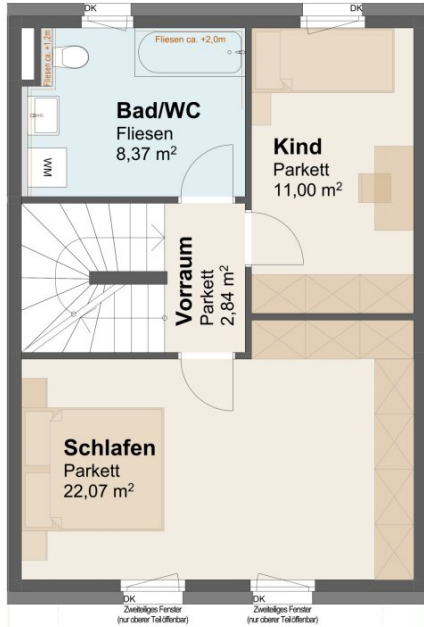 DK
DK
Fliesen ca. +1,2m
Fliesen ca. +2,0m
Bad/WC
Fliesen
8,37 m²
WM
Kind
Parkett
11,00 m²
Vorraum
Parkett
2,84 m²
Schlafen
Parkett
22,07 m²
DK
Zweiteiliges Fenster
(nur oberer Teil öffenbar)
DK
Zweiteiliges Fenster
(nur oberer Teil öffenbar)